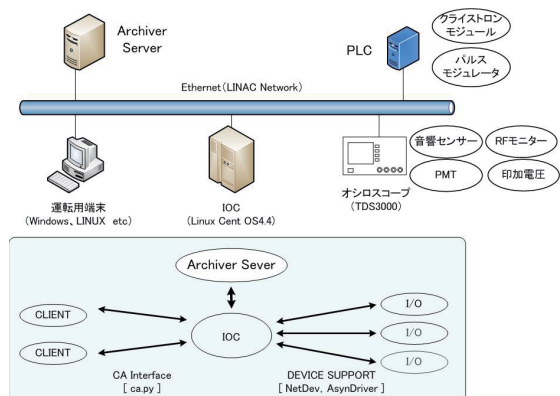 Archiver
Server
PLC
クライストロン
モジュール
パルス
モジュレータ
Ethernet(LINAC Network)
音響センサー
RFモニター
PMT
印加電圧
運転用端末
(Windows、LINUX etc)
IOC
(Linux Cent OS4.4)
オシロスコープ
(TDS3000)
Archiver Sever
CLIENT
CLIENT
IOC
I/O
I/O
I/O
CA Interface
[ ca.py ]
DEVICE SUPPORT
[ NetDev, AsynDriver ]